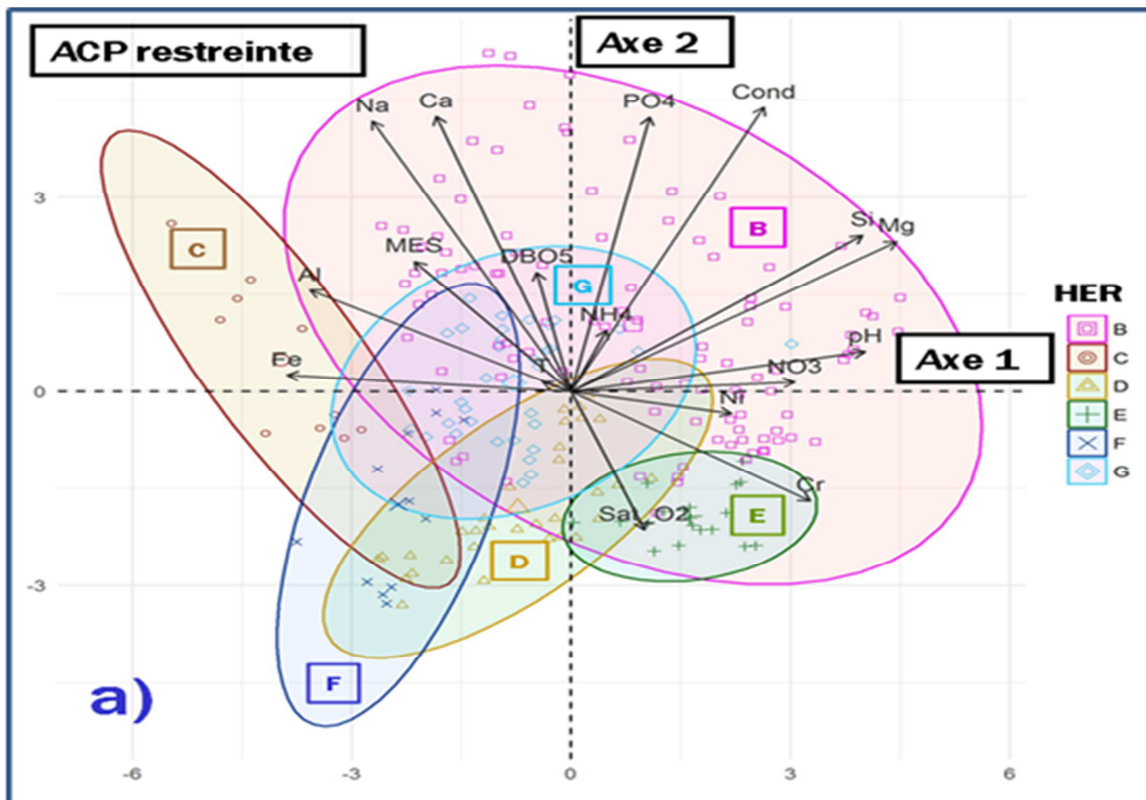 ACP restreinte
Axe 2
Na
Ca
PO4
Cond
3
C
B
Si
Mg
MES
DBO5
G
Al
NH4
HER
pH
B
Fe
T
NO3
Axe 1
C
0
Ni
D
E
Cr
F
Sat_O2
E
G
D
-3
F
a)
-6
-3
0
3
6